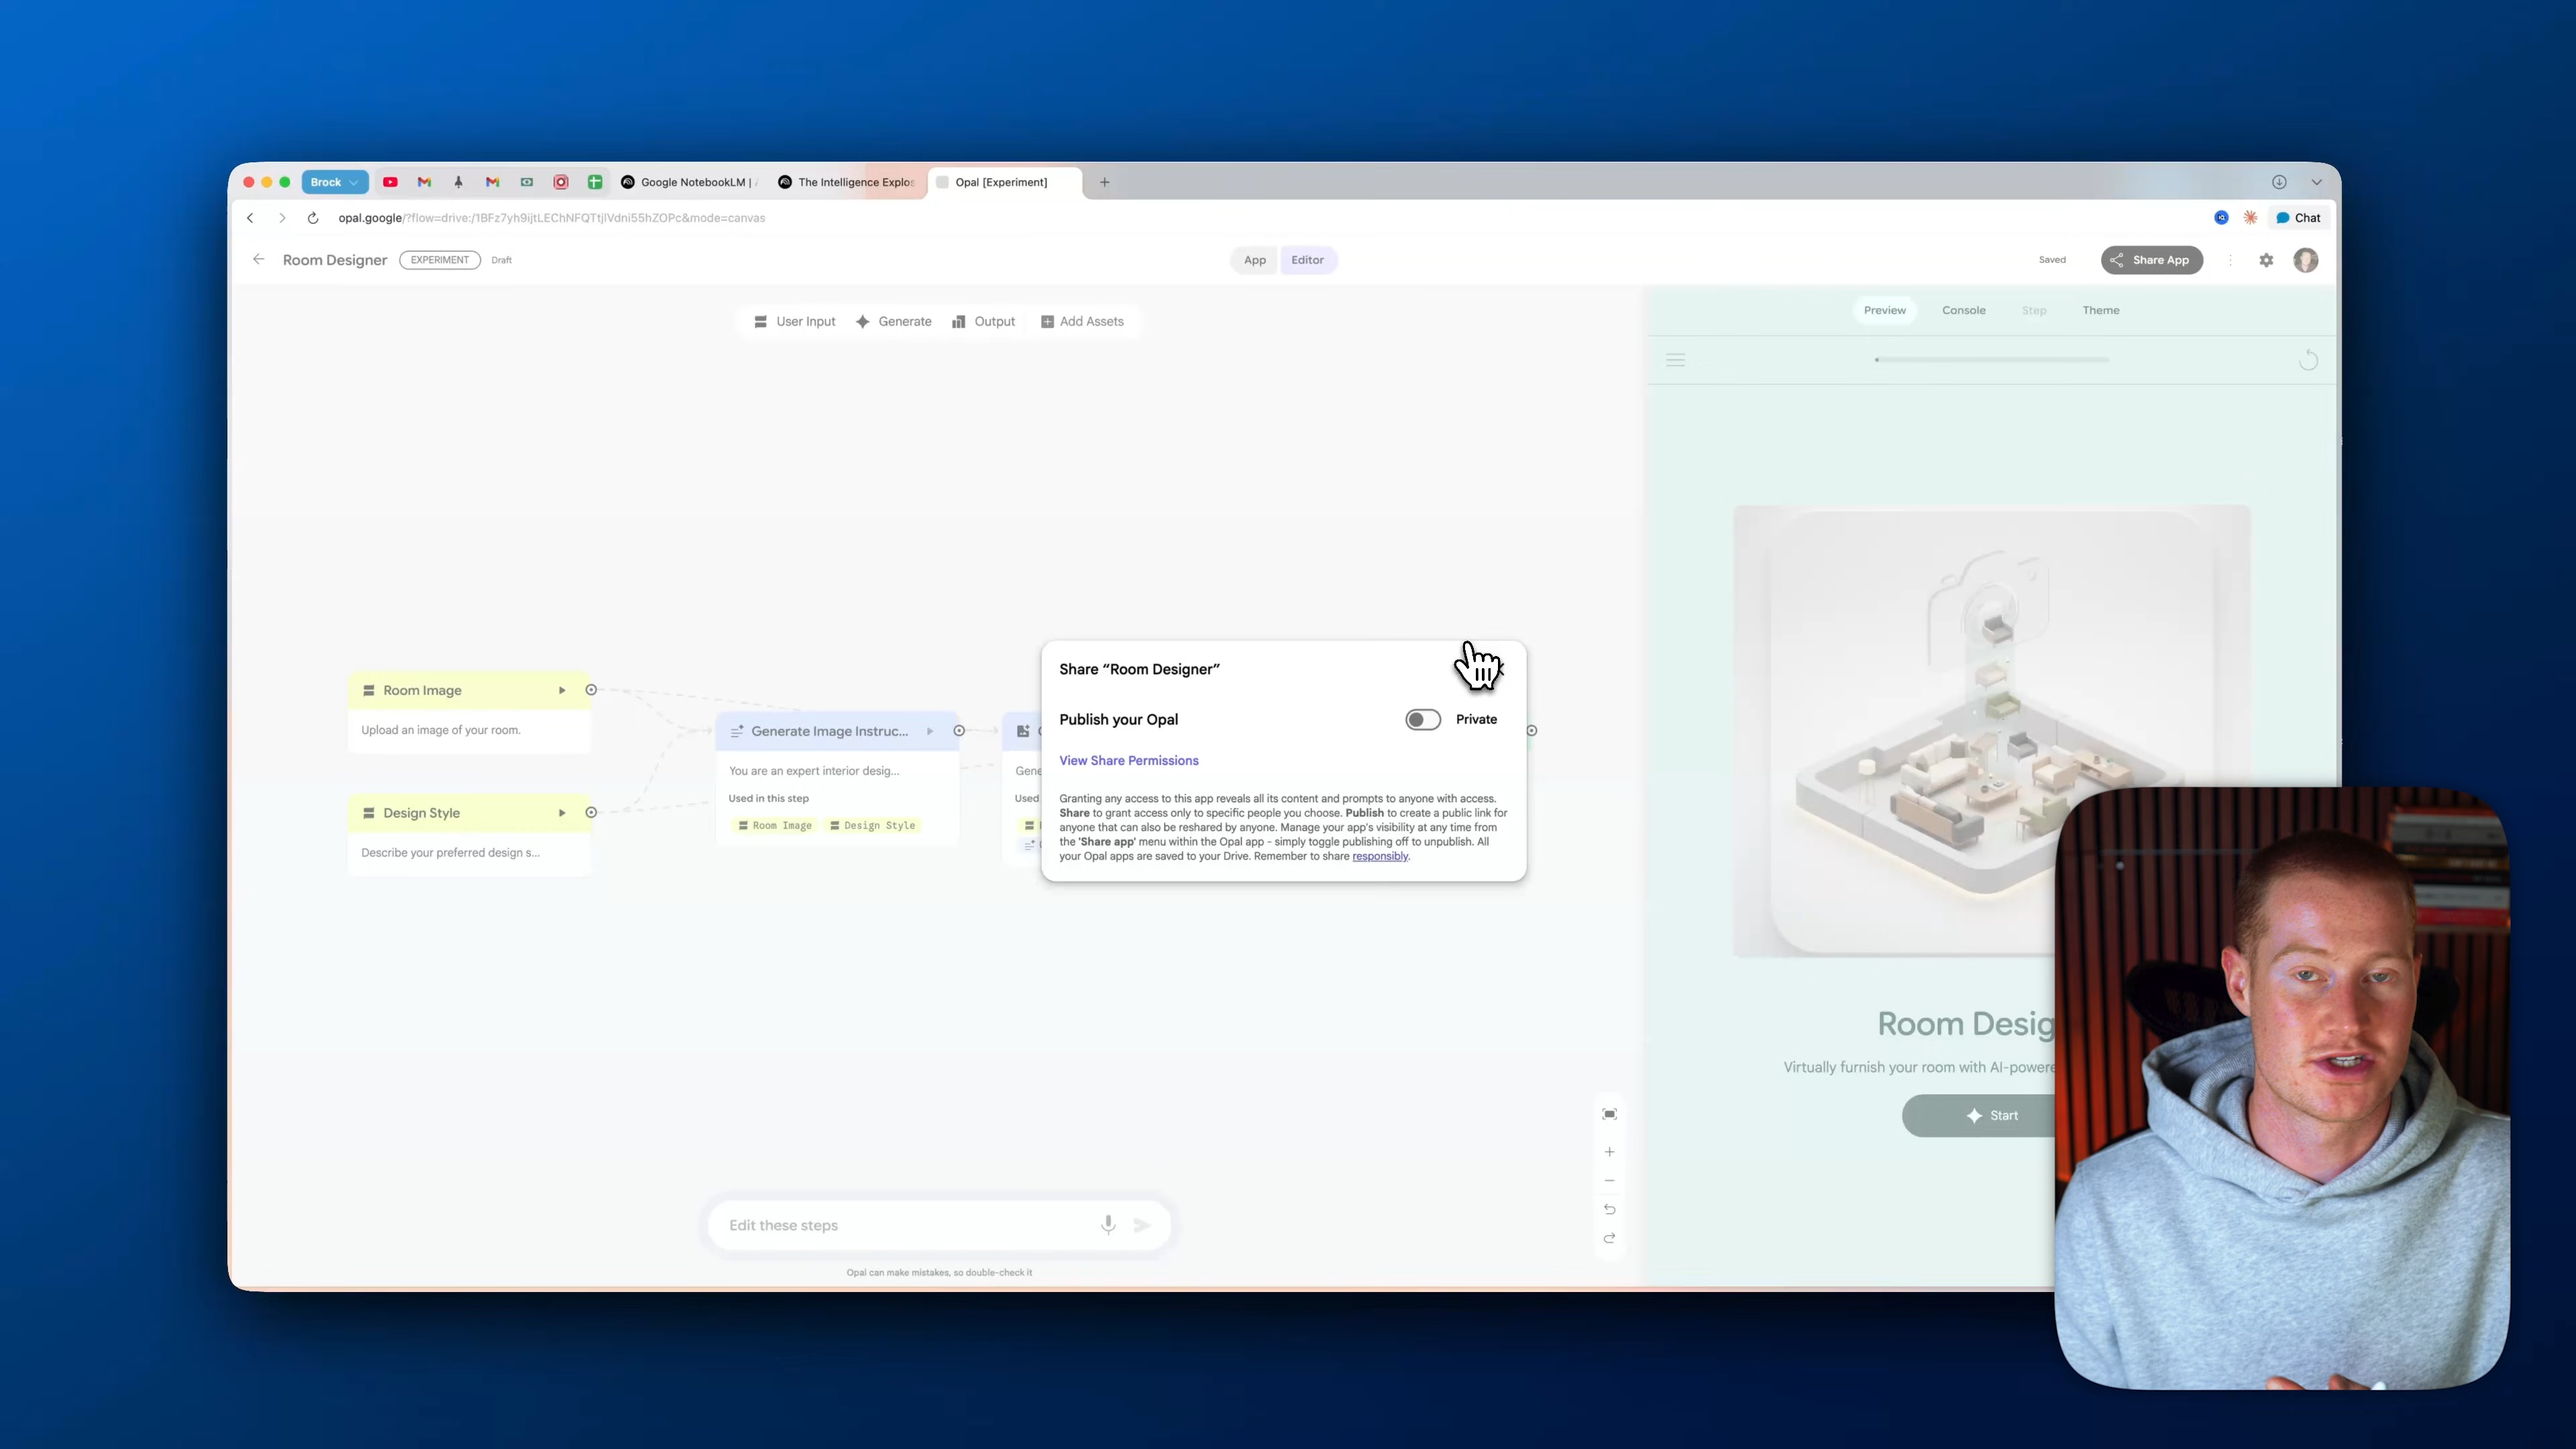 Brock
Google NotebookLM |
The Intelligence Explos
Opal [Experiment]
opal.google/?flow=drive:/1BFz7yh9ijtLEChNFQTtjlVdni55hZOPc&mode=canvas
Chat
Room Designer
EXPERIMENT
Draft
App
Editor
Saved
Share App
User Input
Generate
Output
Add Assets
Preview
Console
Step
Theme
Room Image
Upload an image of your room.
Design Style
Describe your preferred design s...
Generate Image Instruc...
You are an expert interior desig...
Used in this step
Room Image
Design Style
Gene
Used
Share “Room Designer”
Publish your Opal
Private
View Share Permissions
Granting any access to this app reveals all its content and prompts to anyone with access.
Share to grant access only to specific people you choose. Publish to create a public link for
anyone that can also be reshared by anyone. Manage your app's visibility at any time from
the 'Share app' menu within the Opal app - simply toggle publishing off to unpublish. All
your Opal apps are saved to your Drive. Remember to share responsibly.
Room Desig
Virtually furnish your room with AI-powere
Start
Edit these steps
Opal can make mistakes, so double-check it